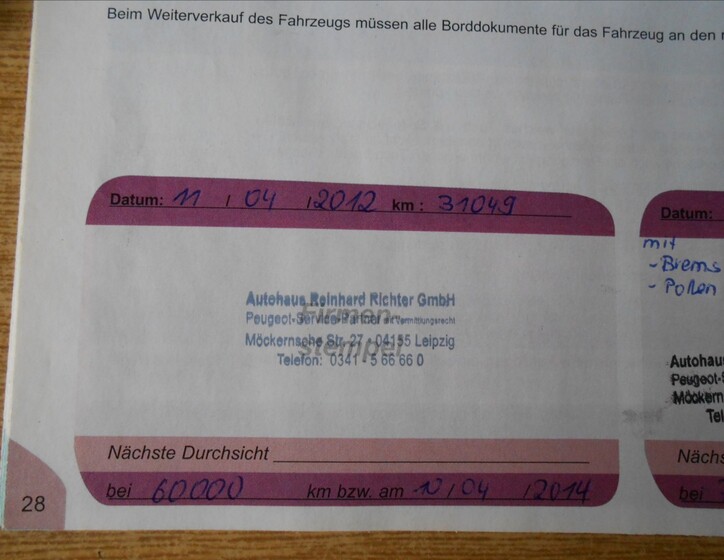 Beim Weiterverkauf des Fahrzeugs müssen alle Borddokumente für das Fahrzeug an den
Datum: 11 / 04 / 2012 km : 31049
Autohaus Reinhard Richter GmbH
Peugeot-Service-Partner mit Vermittlungsrecht
Firmen-
Möckernsche Str. 27 · 04155 Leipzig
stempel
Telefon: 0341 - 5 66 66 0
Nächste Durchsicht
bei 60000 km bzw. am 10 / 04 / 2014
28
Datum:
mit
- Brems
- Pollen
Autohau
Peugeot-
Möckern
Tel
Nächs
bei